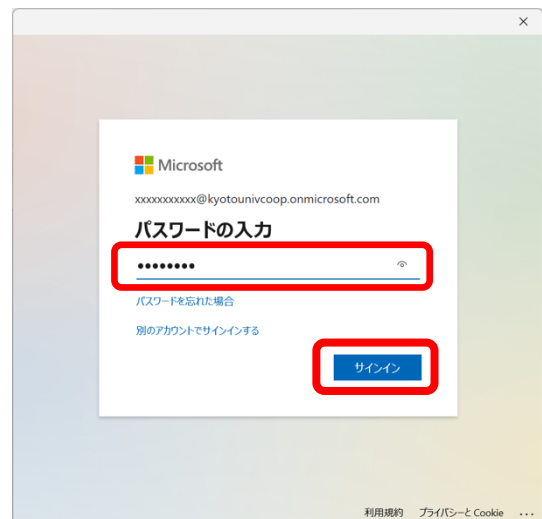 Microsoft
xxxxxxxxxxx@kyotounivcoop.onmicrosoft.com
パスワードの入力
••••••••
パスワードを忘れた場合
別のアカウントでサインインする
サインイン
利用規約 プライバシーと Cookie ...